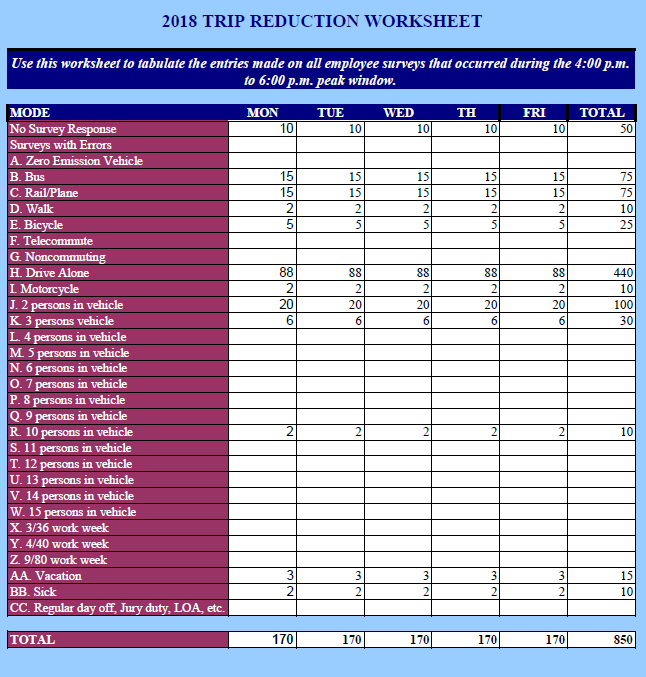 2018 TRIP REDUCTION WORKSHEET
Use this worksheet to tabulate the entries made on all employee surveys that occurred during the 4:00 p.m.
to 6:00 p.m. peak window.
MODE MON TUE WED TH FRI TOTAL
No Survey Response 10 10 10 10 10 50
Surveys with Errors
A. Zero Emission Vehicle
B. Bus 15 15 15 15 15 75
C. Rail/Plane 15 15 15 15 15 75
D. Walk 2 2 2 2 2 10
E. Bicycle 5 5 5 5 5 25
F. Telecommute
G. Noncommuting
H. Drive Alone 88 88 88 88 88 440
I. Motorcycle 2 2 2 2 2 10
J. 2 persons in vehicle 20 20 20 20 20 100
K. 3 persons vehicle 6 6 6 6 6 30
L. 4 persons in vehicle
M. 5 persons in vehicle
N. 6 persons in vehicle
O. 7 persons in vehicle
P. 8 persons in vehicle
Q. 9 persons in vehicle
R. 10 persons in vehicle 2 2 2 2 2 10
S. 11 persons in vehicle
T. 12 persons in vehicle
U. 13 persons in vehicle
V. 14 persons in vehicle
W. 15 persons in vehicle
X. 3/36 work week
Y. 4/40 work week
Z. 9/80 work week
AA. Vacation 3 3 3 3 3 15
BB. Sick 2 2 2 2 2 10
CC. Regular day off, Jury duty, LOA, etc.
TOTAL 170 170 170 170 170 850